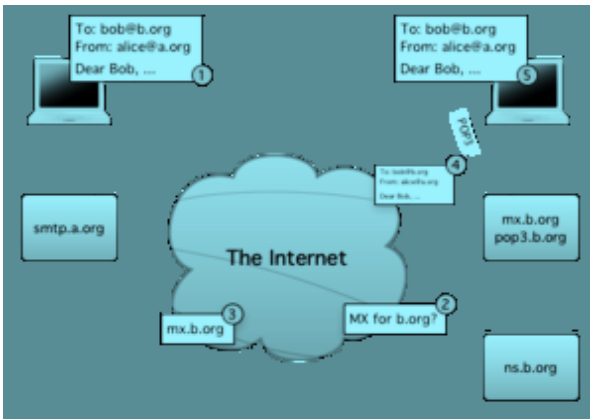 To: bob@b.org
From: alice@a.org
Dear Bob, ...
1
To: bob@b.org
From: alice@a.org
Dear Bob, ...
5
POP3
4
To: bob@b.org
From: alice@a.org
Dear Bob, ...
smtp.a.org
The Internet
mx.b.org
pop3.b.org
3
mx.b.org
2
MX for b.org?
ns.b.org